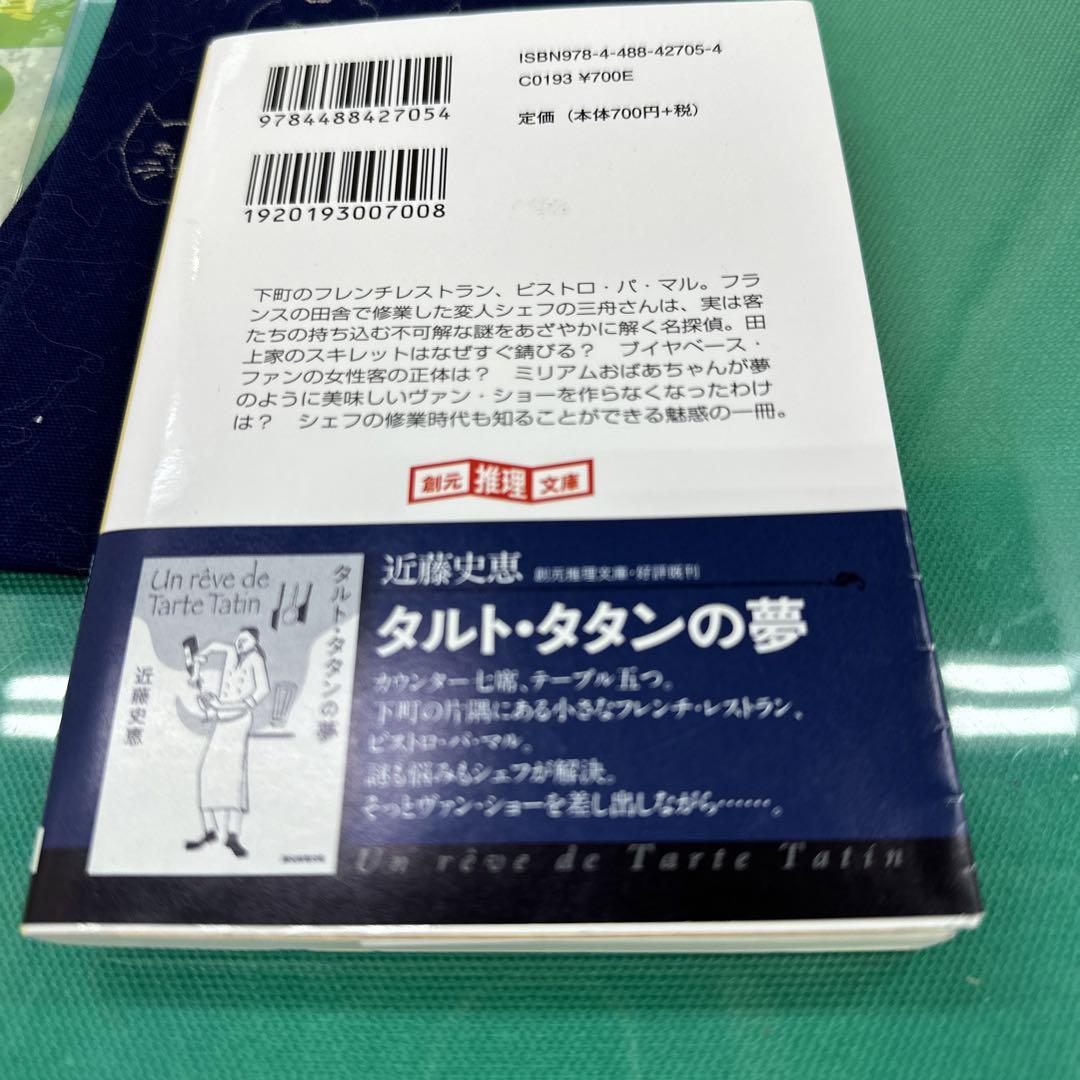 ISBN978-4-488-42705-4
C0193 ¥700E
定価（本体700円+税）
9784488427054
1920193007008
下町のフレンチレストラン、ビストロ・パ・マル。フラ
ンスの田舎で修業した変人シェフの三舟さんは、実は客
たちの持ち込む不可解な謎をあざやかに解く名探偵。田
上家のスキレットはなぜすぐ錆びる？　ブイヤベース・
ファンの女性客の正体は？　ミリアムおばあちゃんが夢
のように美味しいヴァン・ショーを作らなくなったわけ
は？　シェフの修業時代も知ることができる魅惑の一冊。
創元 推理 文庫
近藤史恵 創元推理文庫・好評既刊
タルト・タタンの夢
カウンター七席、テーブル五つ。
下町の片隅にある小さなフレンチ・レストラン、
ビストロ・パ・マル。
謎も悩みもシェフが解決。
そっとヴァン・ショーを差し出しながら……。
Un rêve de Tarte Tatin
Un rêve de
Tarte Tatin
タルト・タタンの夢
近藤史恵